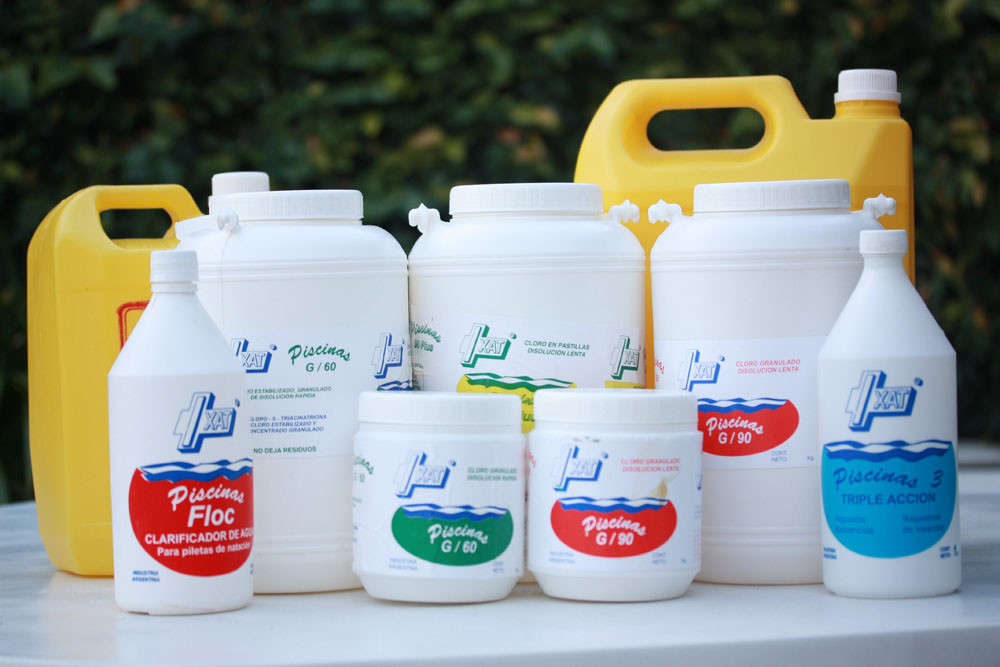 XAT
Piscinas
G / 60
ESTABILIZADO, GRANULADO
DE DISOLUCION RAPIDA
CLORO - S - TRIACINATRIONA
CLORO ESTABILIZADO Y
CONCENTRADO GRANULADO
NO DEJA RESIDUOS
XAT
Piscinas
90 Plus
XAT
CLORO EN PASTILLAS
DISOLUCION LENTA
XAT
XAT
CLORO GRANULADO
DISOLUCION LENTA
Piscinas
G / 90
CONT.
NETO
XAT
Piscinas
Floc
CLARIFICADOR DE AGUA
Para piletas de natación
INDUSTRIA
ARGENTINA
XAT
CLORO GRANULADO
DISOLUCION RAPIDA
Piscinas
G / 60
INDUSTRIA
ARGENTINA
CONT.
NETO
XAT
CLORO GRANULADO
DISOLUCION LENTA
Piscinas
G / 90
INDUSTRIA
ARGENTINA
CONT.
NETO
XAT
Piscinas 3
TRIPLE ACCION
Alguicida
Bactericida
Repelente
de insectos
INDUSTRIA
ARGENTINA
CONT.
NETO